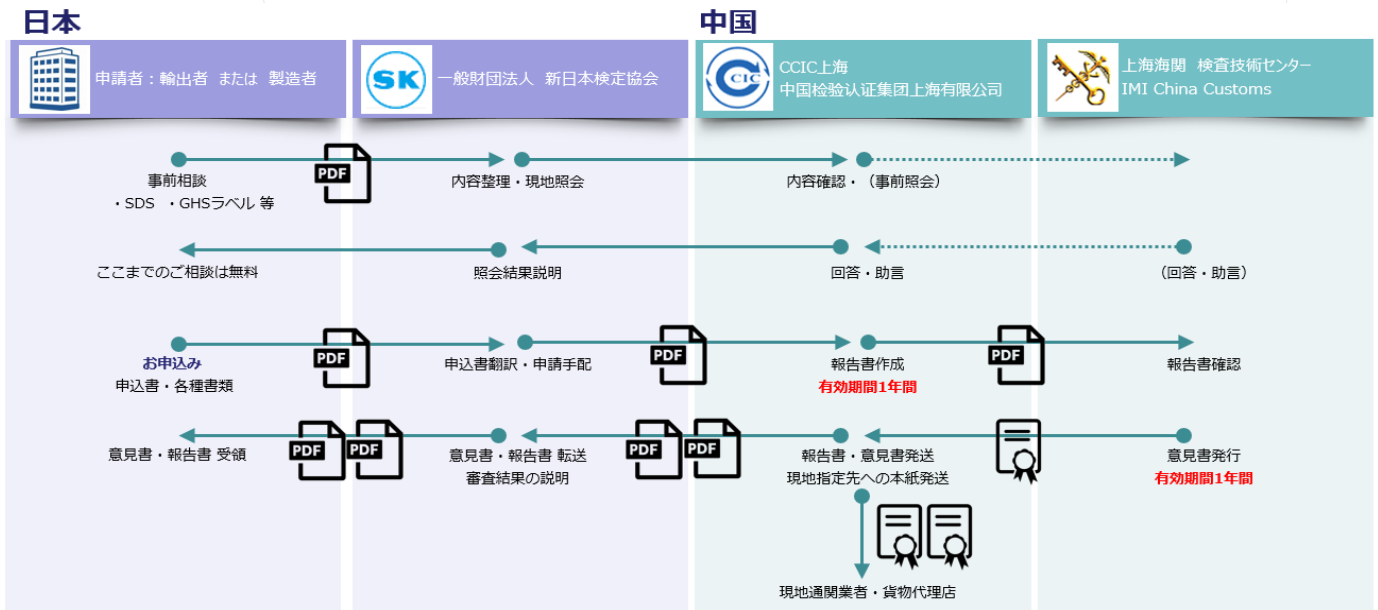 日本
中国
申請者：輸出者 または 製造者
SK
一般財団法人 新日本検定協会
CCIC
CCIC上海
中国检验认证集团上海有限公司
上海海関 検査技術センター
IMI China Customs
PDF
事前相談
・SDS ・GHSラベル 等
内容整理・現地照会
内容確認・（事前照会）
ここまでのご相談は無料
照会結果説明
回答・助言
(回答・助言)
PDF
PDF
PDF
お申込み
申込書・各種書類
申込書翻訳・申請手配
報告書作成
有効期間1年間
報告書確認
PDF
PDF
PDF
PDF
意見書・報告書 受領
意見書・報告書 転送
審査結果の説明
報告書・意見書発送
現地指定先への本紙発送
意見書発行
有効期間1年間
現地通関業者・貨物代理店